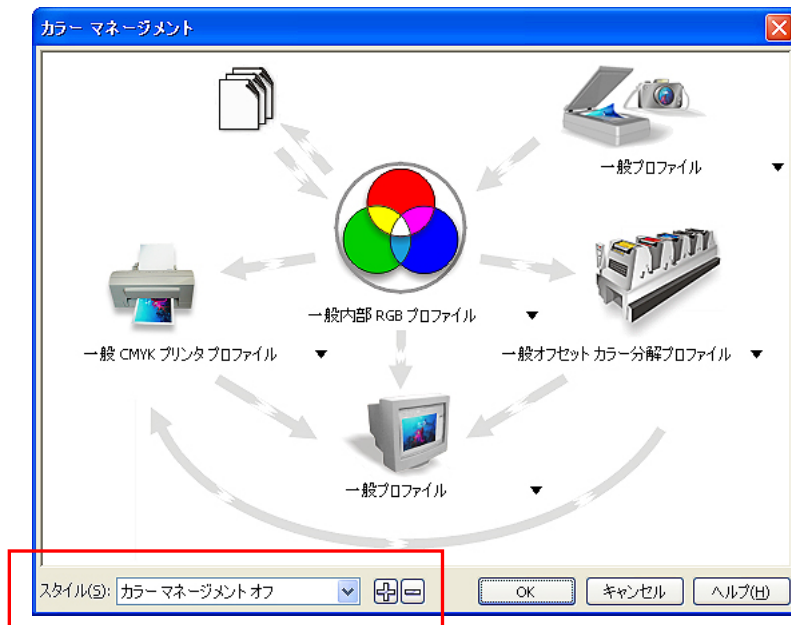 カラー マネージメント
一般プロファイル
一般内部 RGB プロファイル
一般 CMYK プリンタ プロファイル
一般オフセット カラー分解プロファイル
一般プロファイル
スタイル(S): カラー マネージメント オフ
OK キャンセル ヘルプ(H)